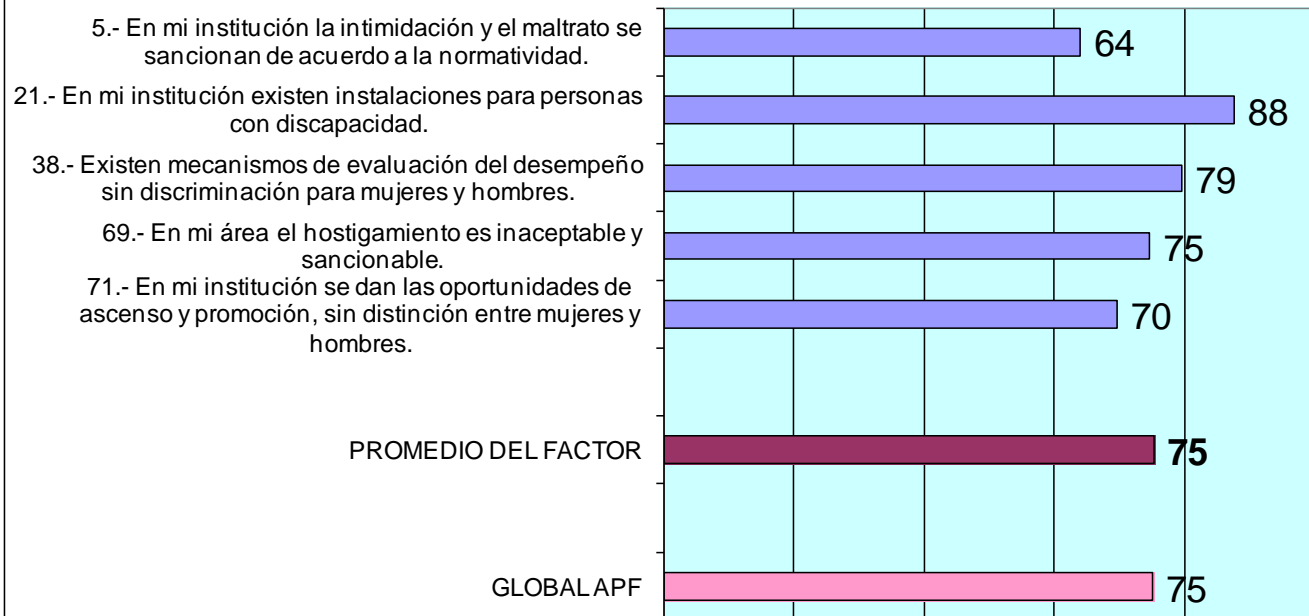 5.- En mi institución la intimidación y el maltrato se
sancionan de acuerdo a la normatividad.
64
21.- En mi institución existen instalaciones para personas
con discapacidad.
88
38.- Existen mecanismos de evaluación del desempeño
sin discriminación para mujeres y hombres.
79
69.- En mi área el hostigamiento es inaceptable y
sancionable.
75
71.- En mi institución se dan las oportunidades de
ascenso y promoción, sin distinción entre mujeres y
hombres.
70
PROMEDIO DEL FACTOR
75
GLOBAL APF
75